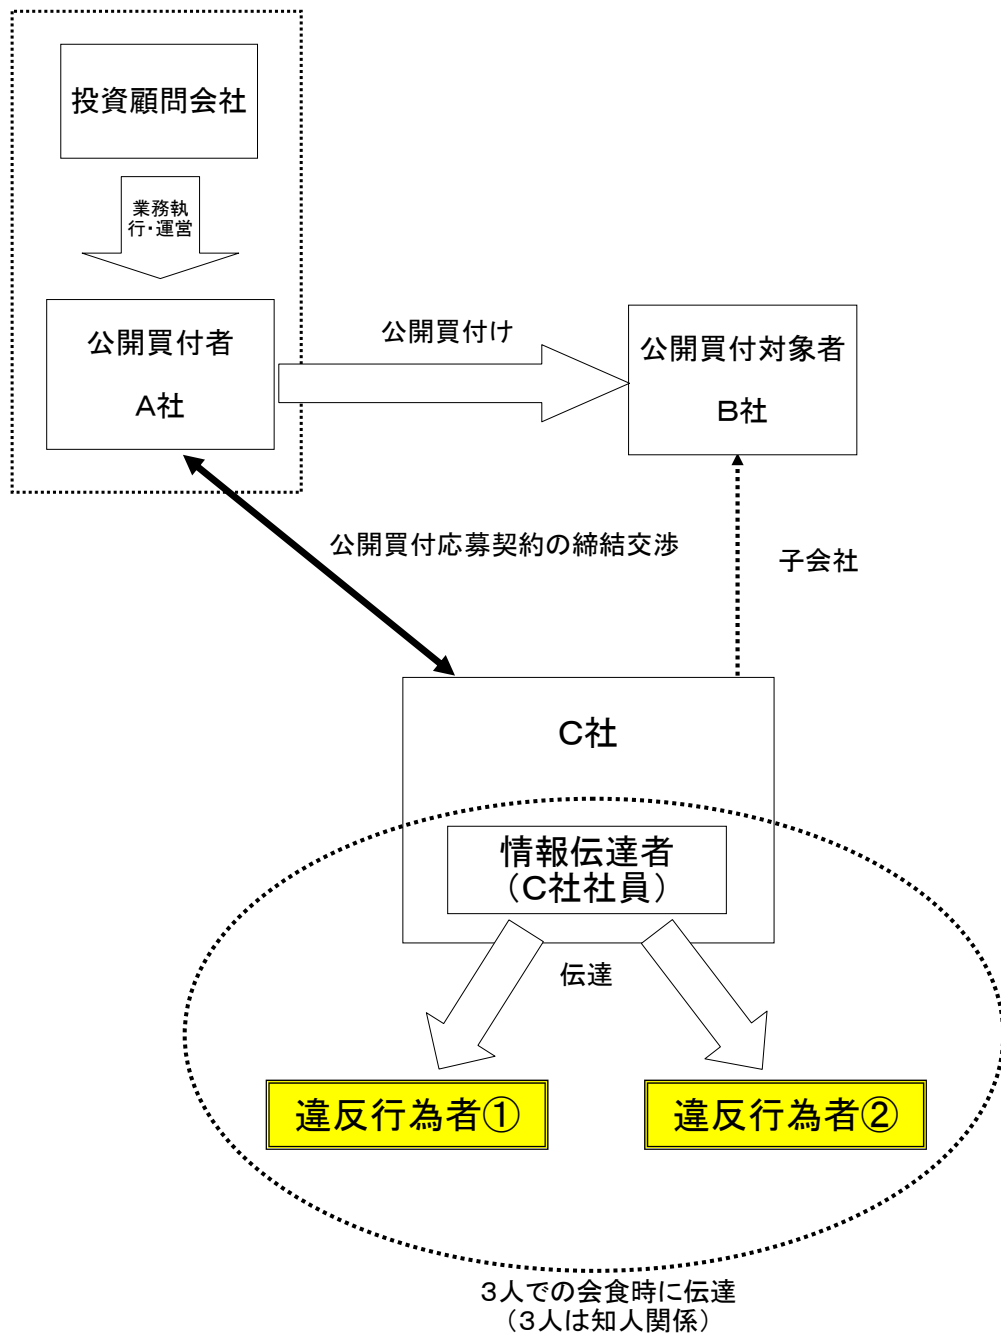 投資顧問会社
業務執
行・運営
公開買付者
A社
公開買付け
公開買付対象者
B社
公開買付応募契約の締結交渉
子会社
C社
情報伝達者
（C社社員）
伝達
違反行為者①
違反行為者②
3人での会食時に伝達
（3人は知人関係）